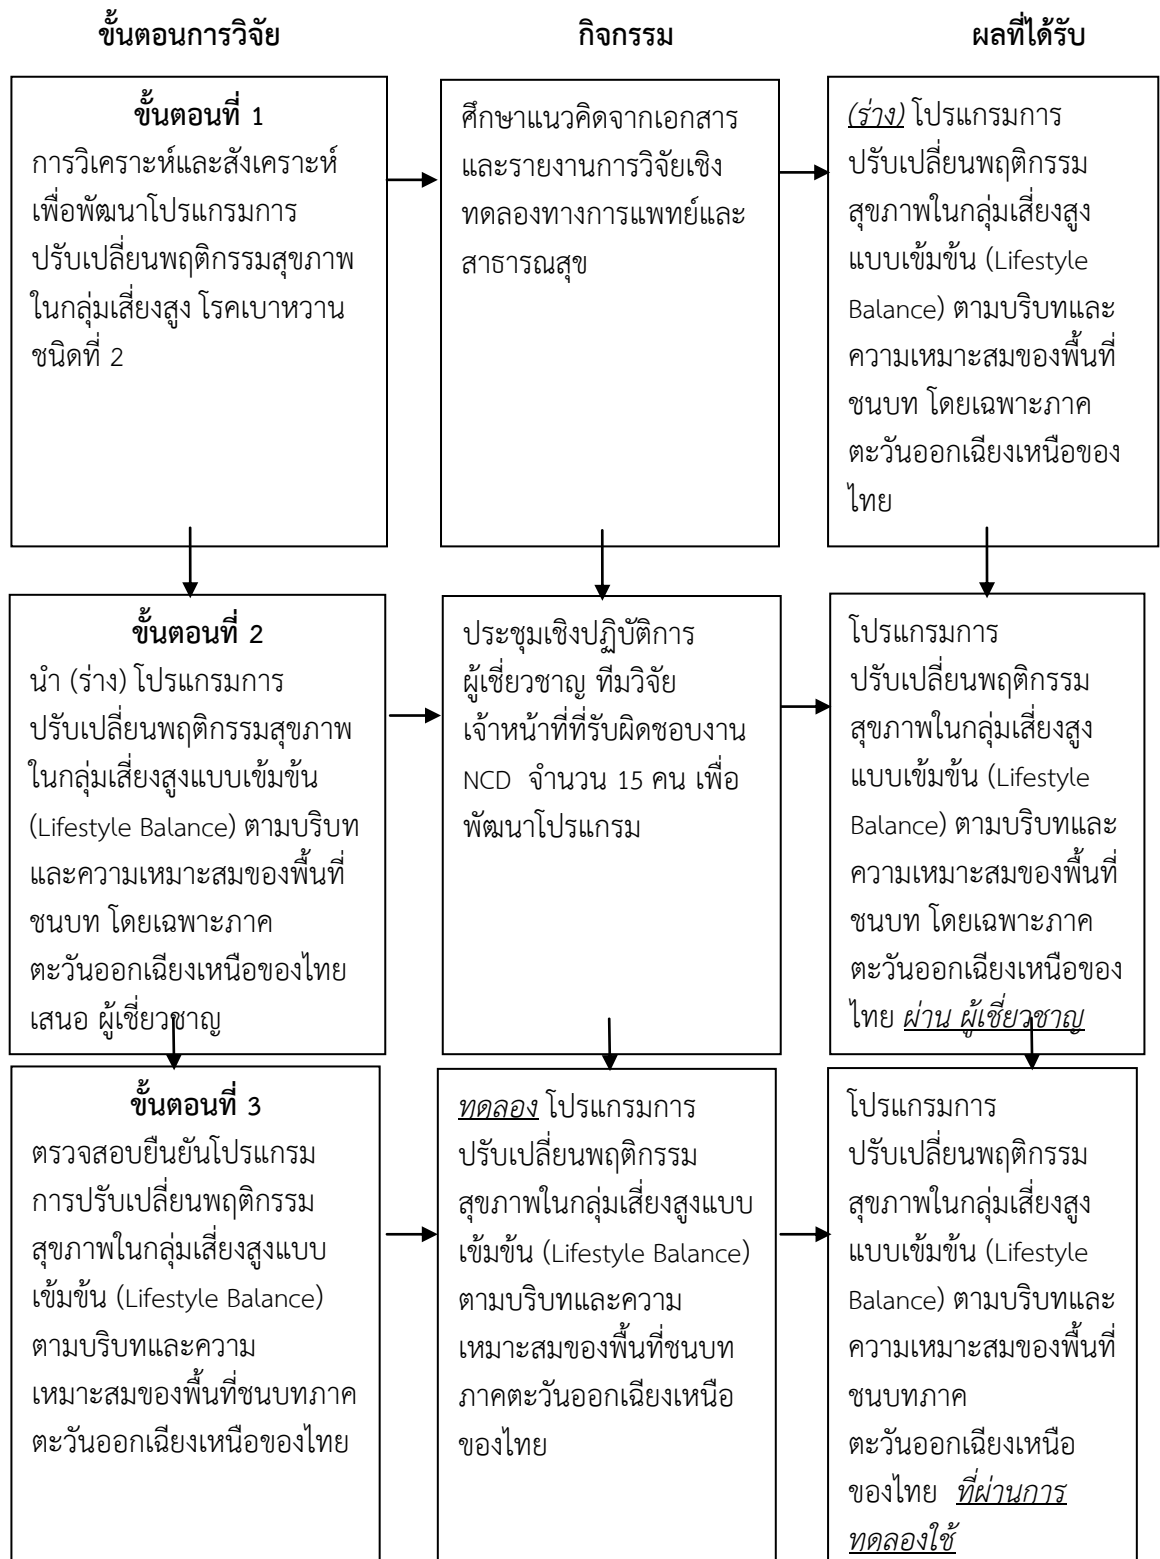 ขั้นตอนการวิจัย
กิจกรรม
ผลที่ได้รับ
ขั้นตอนที่ 1
การวิเคราะห์และสังเคราะห์
เพื่อพัฒนาโปรแกรมการ
ปรับเปลี่ยนพฤติกรรมสุขภาพ
ในกลุ่มเสี่ยงสูง โรคเบาหวาน
ชนิดที่ 2
ศึกษาแนวคิดจากเอกสาร
และรายงานการวิจัยเชิง
ทดลองทางการแพทย์และ
สาธารณสุข
(ร่าง) โปรแกรมการ
ปรับเปลี่ยนพฤติกรรม
สุขภาพในกลุ่มเสี่ยงสูง
แบบเข้มข้น (Lifestyle
Balance) ตามบริบทและ
ความเหมาะสมของพื้นที่
ชนบท โดยเฉพาะภาค
ตะวันออกเฉียงเหนือของ
ไทย
ขั้นตอนที่ 2
นำ (ร่าง) โปรแกรมการ
ปรับเปลี่ยนพฤติกรรมสุขภาพ
ในกลุ่มเสี่ยงสูงแบบเข้มข้น
(Lifestyle Balance) ตามบริบท
และความเหมาะสมของพื้นที่
ชนบท โดยเฉพาะภาค
ตะวันออกเฉียงเหนือของไทย
เสนอ ผู้เชี่ยวชาญ
ประชุมเชิงปฏิบัติการ
ผู้เชี่ยวชาญ ทีมวิจัย
เจ้าหน้าที่ที่รับผิดชอบงาน
NCD จำนวน 15 คน เพื่อ
พัฒนาโปรแกรม
โปรแกรมการ
ปรับเปลี่ยนพฤติกรรม
สุขภาพในกลุ่มเสี่ยงสูง
แบบเข้มข้น (Lifestyle
Balance) ตามบริบทและ
ความเหมาะสมของพื้นที่
ชนบท โดยเฉพาะภาค
ตะวันออกเฉียงเหนือของ
ไทย ผ่าน ผู้เชี่ยวชาญ
ขั้นตอนที่ 3
ตรวจสอบยืนยันโปรแกรม
การปรับเปลี่ยนพฤติกรรม
สุขภาพในกลุ่มเสี่ยงสูงแบบ
เข้มข้น (Lifestyle Balance)
ตามบริบทและความ
เหมาะสมของพื้นที่ชนบทภาค
ตะวันออกเฉียงเหนือของไทย
ทดลอง โปรแกรมการ
ปรับเปลี่ยนพฤติกรรม
สุขภาพในกลุ่มเสี่ยงสูงแบบ
เข้มข้น (Lifestyle Balance)
ตามบริบทและความ
เหมาะสมของพื้นที่ชนบท
ภาคตะวันออกเฉียงเหนือ
ของไทย
โปรแกรมการ
ปรับเปลี่ยนพฤติกรรม
สุขภาพในกลุ่มเสี่ยงสูง
แบบเข้มข้น (Lifestyle
Balance) ตามบริบทและ
ความเหมาะสมของพื้นที่
ชนบทภาค
ตะวันออกเฉียงเหนือ
ของไทย ที่ผ่านการ
ทดลองใช้